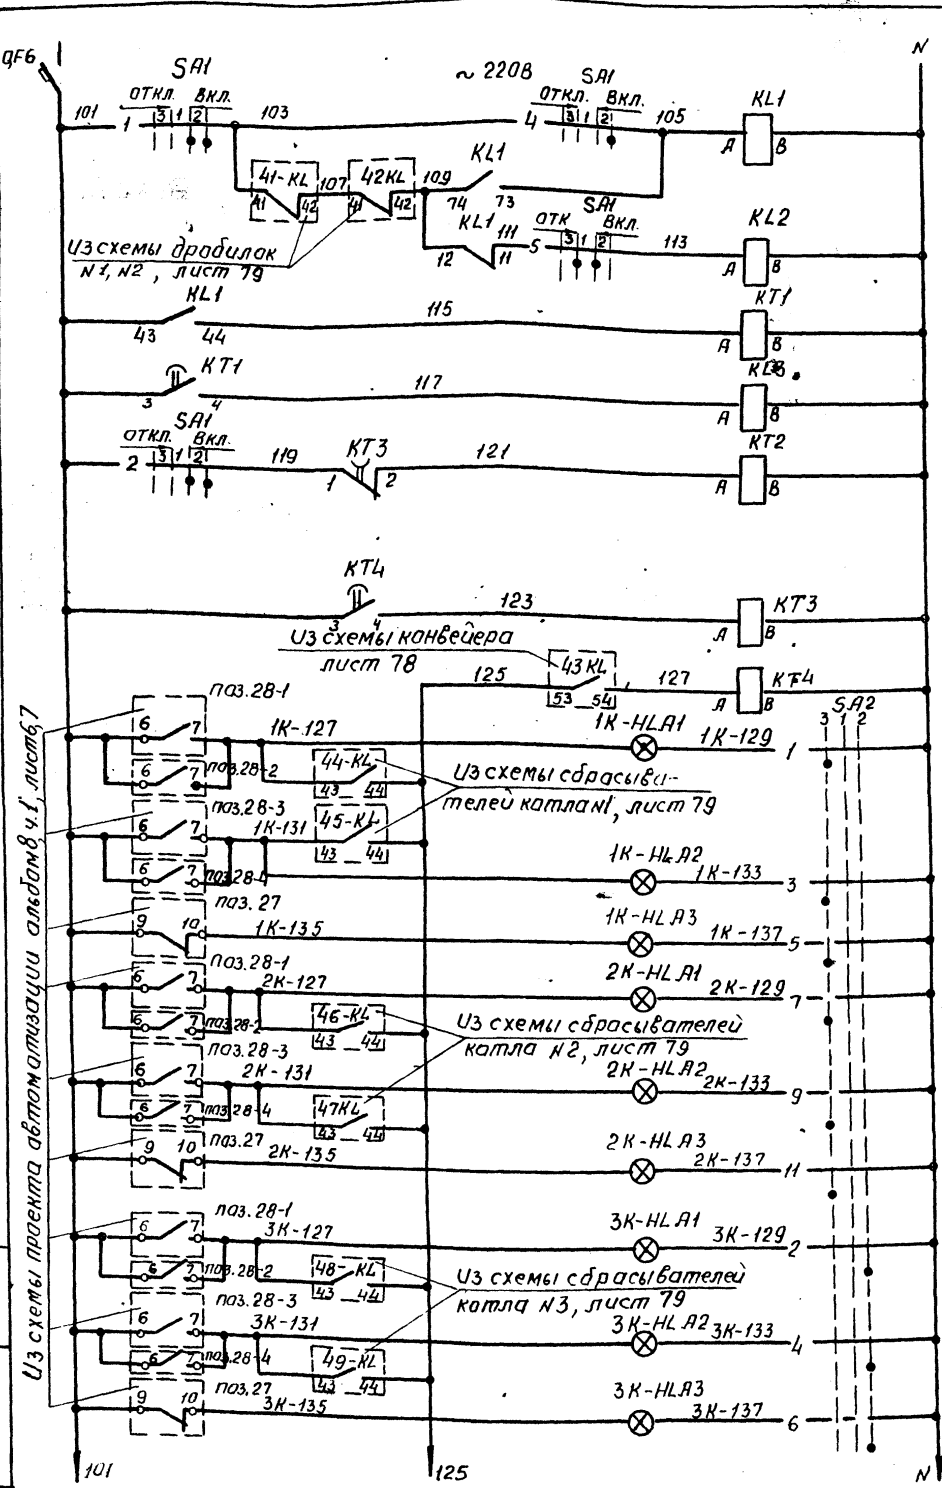 QF6
N
SA1
~ 220В
SA1
KL1
ОТКЛ. ВКЛ.
ОТКЛ. ВКЛ.
101 1 3 1 2 103 4 3 1 2 105 A B
41-KL 107 42KL 109 KL1
41 42 41 42 74 73
Из схемы дробилок
N1, N2, лист 79
KL1 111 SA1 KL2
ОТК ВКЛ.
12 11 5 3 1 2 113 A B
KL1 115 KT1
43 44 A B
KT1 117
3 4 A B
SA1 KT3 KT2
ОТКЛ. ВКЛ.
2 3 1 2 119 1 2 121 A B
KT4 123 KT3
3 4 A B
Из схемы конвейера
лист 78
125 43KL 127
53 54 A B
SA2
3 1 2
Из схемы проекта автоматизации альбом 8, ч.1, лист 6,7
поз.28-1
6 7 1К-127 1К-HLA1 1К-129 1
6 7 поз.28-2 44-KL
43 44
Из схемы сбрасыва-
телей котла N1, лист 79
поз.28-3
6 7 1К-131 45-KL
43 44
6 7 поз.28-4 1К-HLA2 1К-133 3
поз.27
9 10 1К-135 1К-HLA3 1К-137 5
поз.28-1
6 7 2К-127 2К-HLA1 2К-129 7
6 7 поз.28-2 46-KL
43 44
Из схемы сбрасывателей
котла N2, лист 79
поз.28-3
6 7 2К-131 2К-HLA2 2К-133 9
6 7 поз.28-4 47KL
43 44
поз.27
9 10 2К-135 2К-HLA3 2К-137 11
поз.28-1
6 7 3К-127 3К-HLA1 3К-129 2
6 7 поз.28-2 48-KL
43 44
Из схемы сбрасывателей
котла N3, лист 79
поз.28-3
6 7 3К-131 3К-HLA2 3К-133 4
6 7 поз.28-4 49-KL
43 44
поз.27
9 10 3К-135 3К-HLA3 3К-137 6
101
125
N